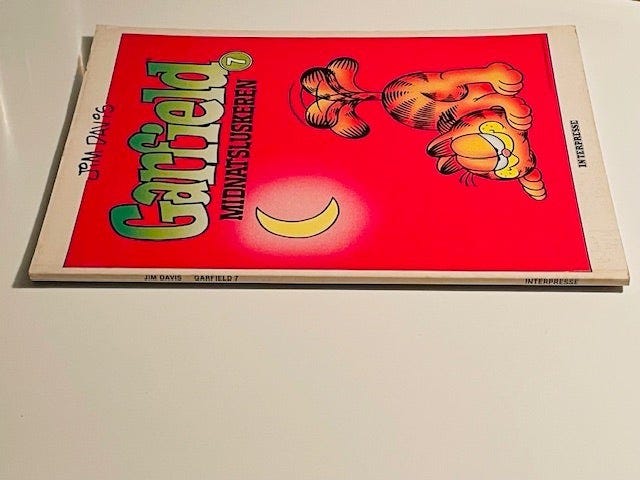 JIM DAVIS
Garfield 7
MIDNATSLUSKEREN
INTERPRESSE
JIM DAVIS GARFIELD 7 INTERPRESSE